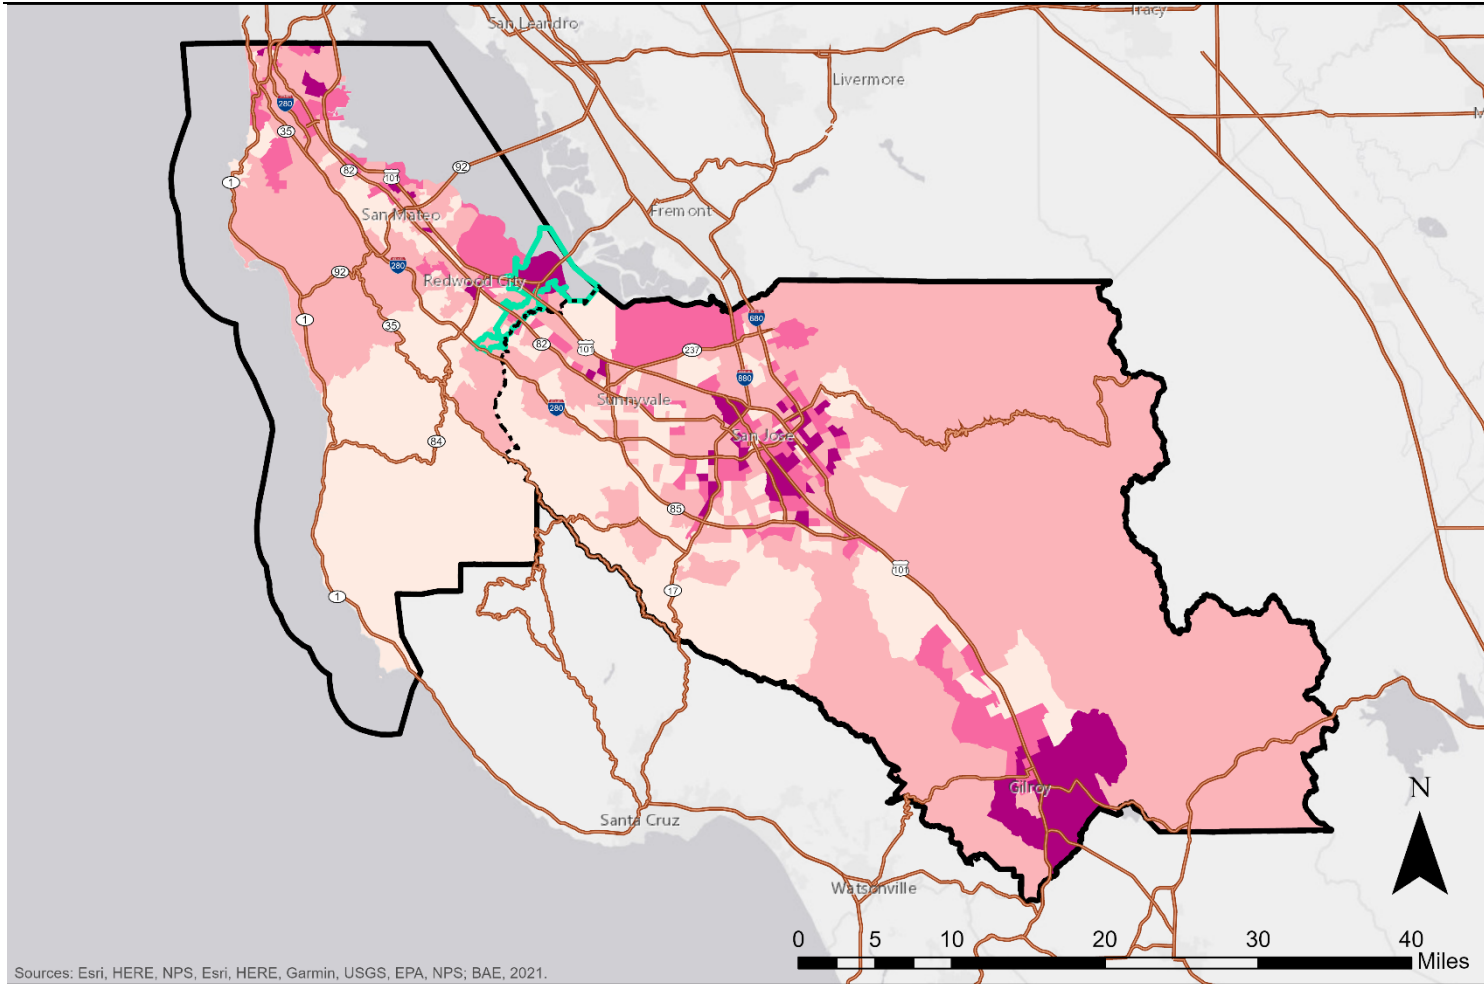 San Leandro
Tracy
Livermore
280
35
82
101
92
1
San Mateo
Fremont
92
280
Redwood City
1
35
680
82
101
237
880
280
Sunnyvale
San Jose
84
85
101
1
17
Gilroy
N
Santa Cruz
Watsonville
0 5 10 20 30 40
Miles
Sources: Esri, HERE, NPS, Esri, HERE, Garmin, USGS, EPA, NPS; BAE, 2021.